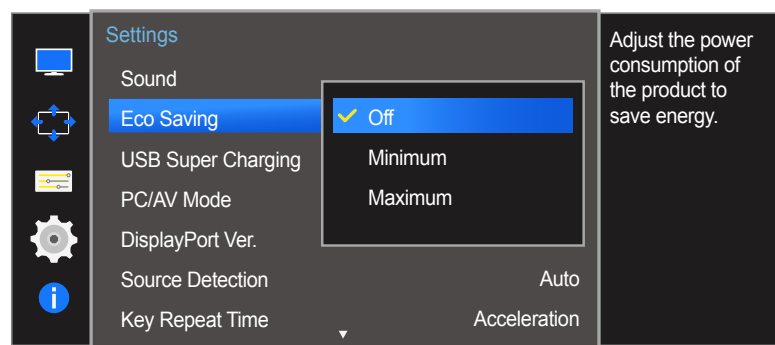 Settings
Sound
Eco Saving
Off
USB Super Charging
Minimum
PC/AV Mode
Maximum
DisplayPort Ver.
Source Detection Auto
Key Repeat Time Acceleration
Adjust the power
consumption of
the product to
save energy.